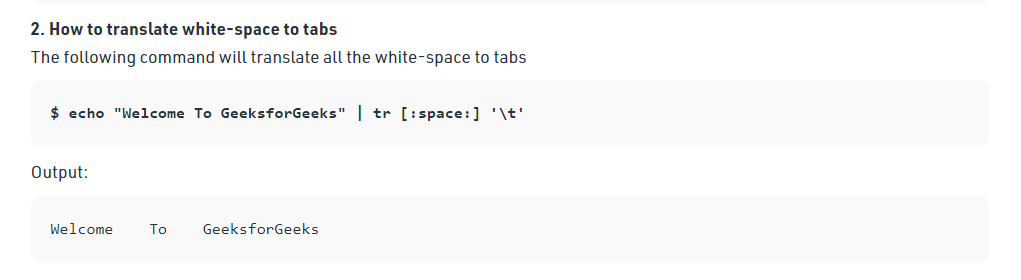 2. How to translate white-space to tabs
The following command will translate all the white-space to tabs
$ echo "Welcome To GeeksforGeeks" | tr [:space:] '\t'
Output:
Welcome    To    GeeksforGeeks